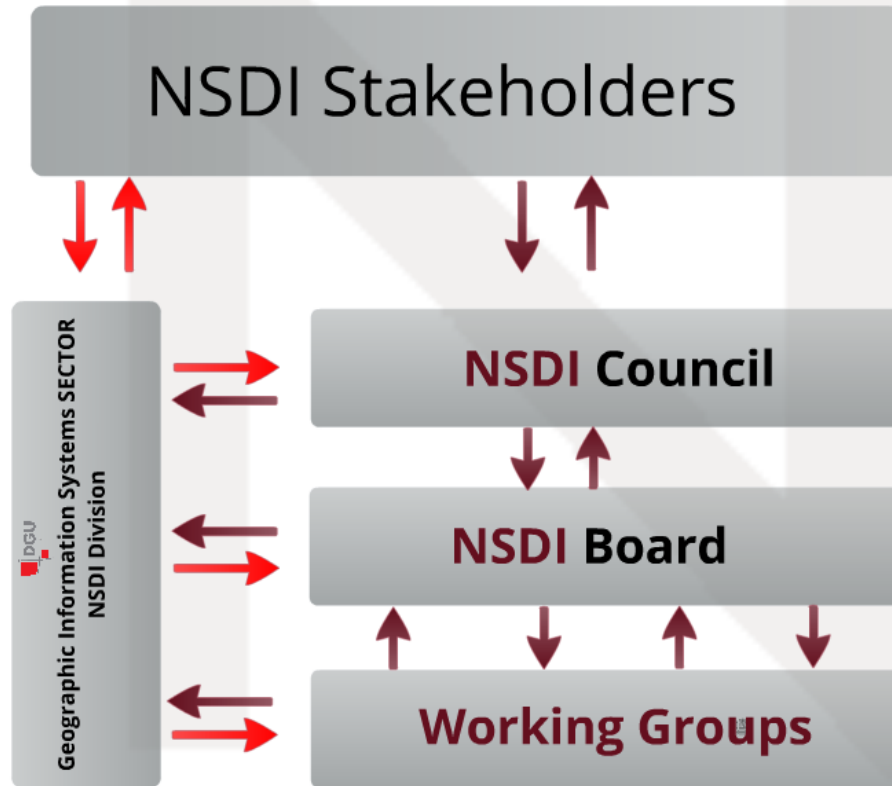 NSDI Stakeholders
Geographic Information Systems SECTOR
NSDI Division
DGU
NSDI Council
NSDI Board
Working Groups